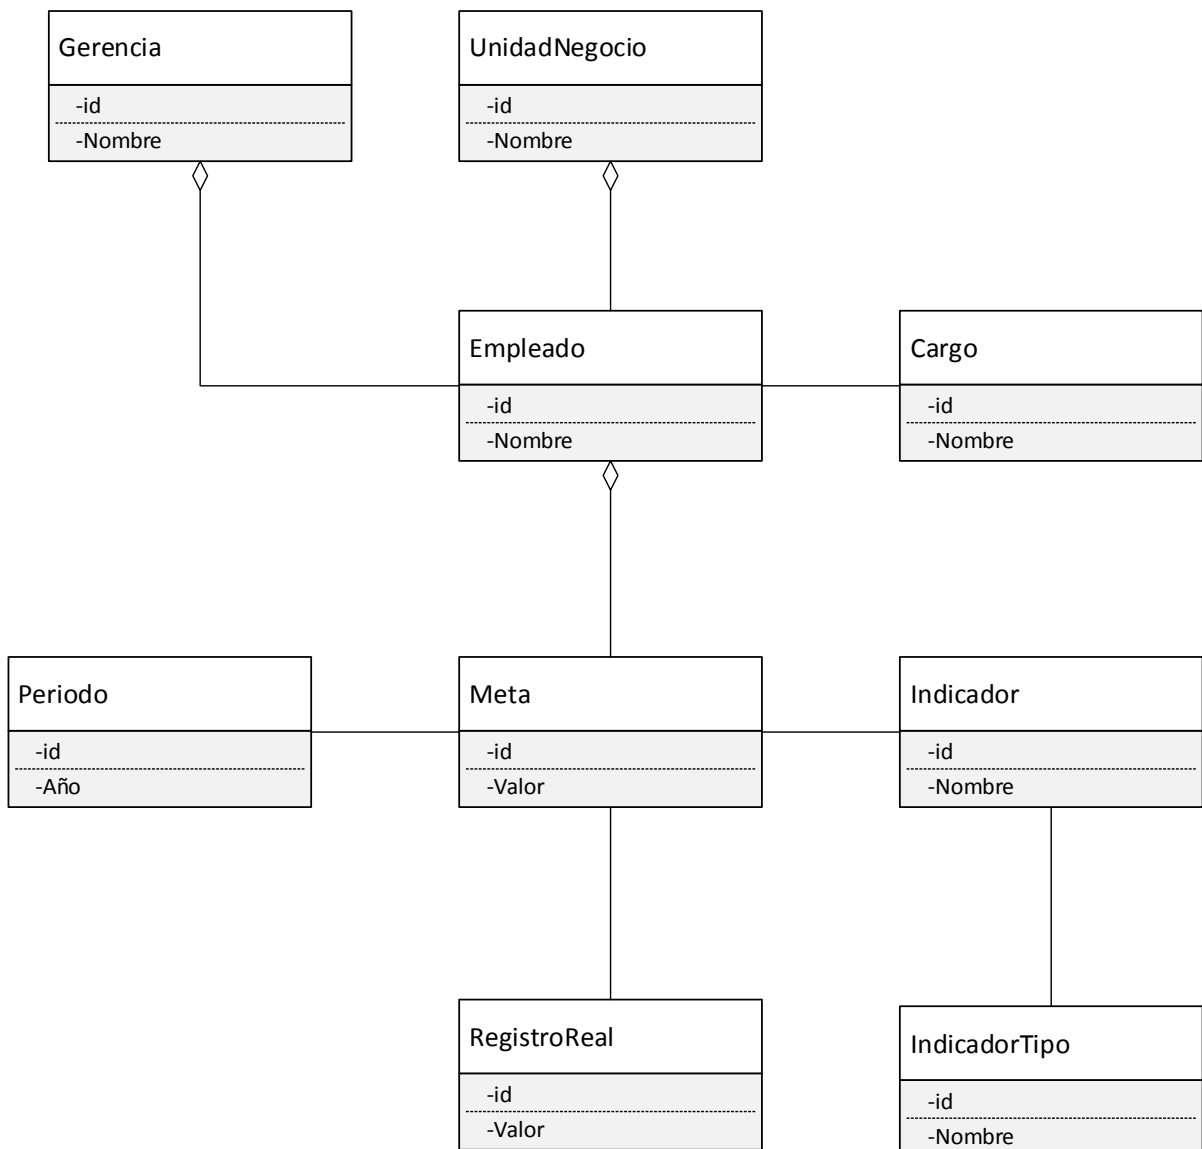 Gerencia
-id
-Nombre
UnidadNegocio
-id
-Nombre
Empleado
-id
-Nombre
Cargo
-id
-Nombre
Periodo
-id
-Año
Meta
-id
-Valor
Indicador
-id
-Nombre
RegistroReal
-id
-Valor
IndicadorTipo
-id
-Nombre